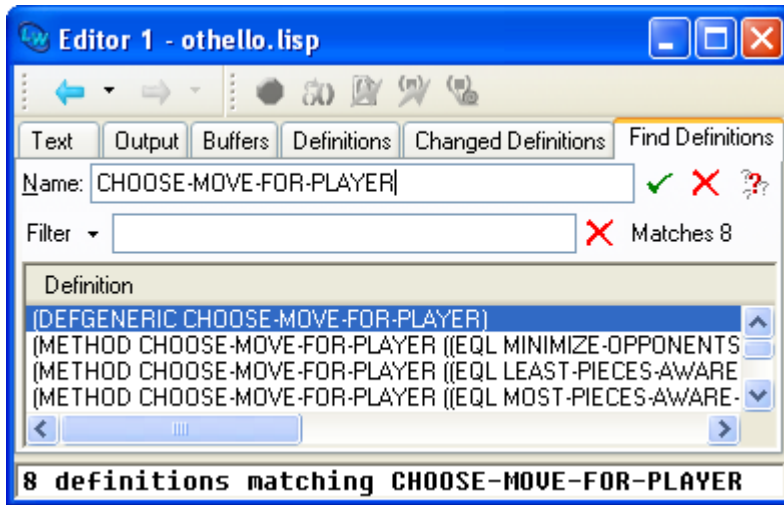 Editor 1 - othello.lisp
Text Output Buffers Definitions Changed Definitions Find Definitions
Name: CHOOSE-MOVE-FOR-PLAYER
Filter Matches 8
Definition
(DEFGENERIC CHOOSE-MOVE-FOR-PLAYER)
(METHOD CHOOSE-MOVE-FOR-PLAYER ((EQL MINIMIZE-OPPONENTS
(METHOD CHOOSE-MOVE-FOR-PLAYER ((EQL LEAST-PIECES-AWARE
(METHOD CHOOSE-MOVE-FOR-PLAYER ((EQL MOST-PIECES-AWARE-
8 definitions matching CHOOSE-MOVE-FOR-PLAYER